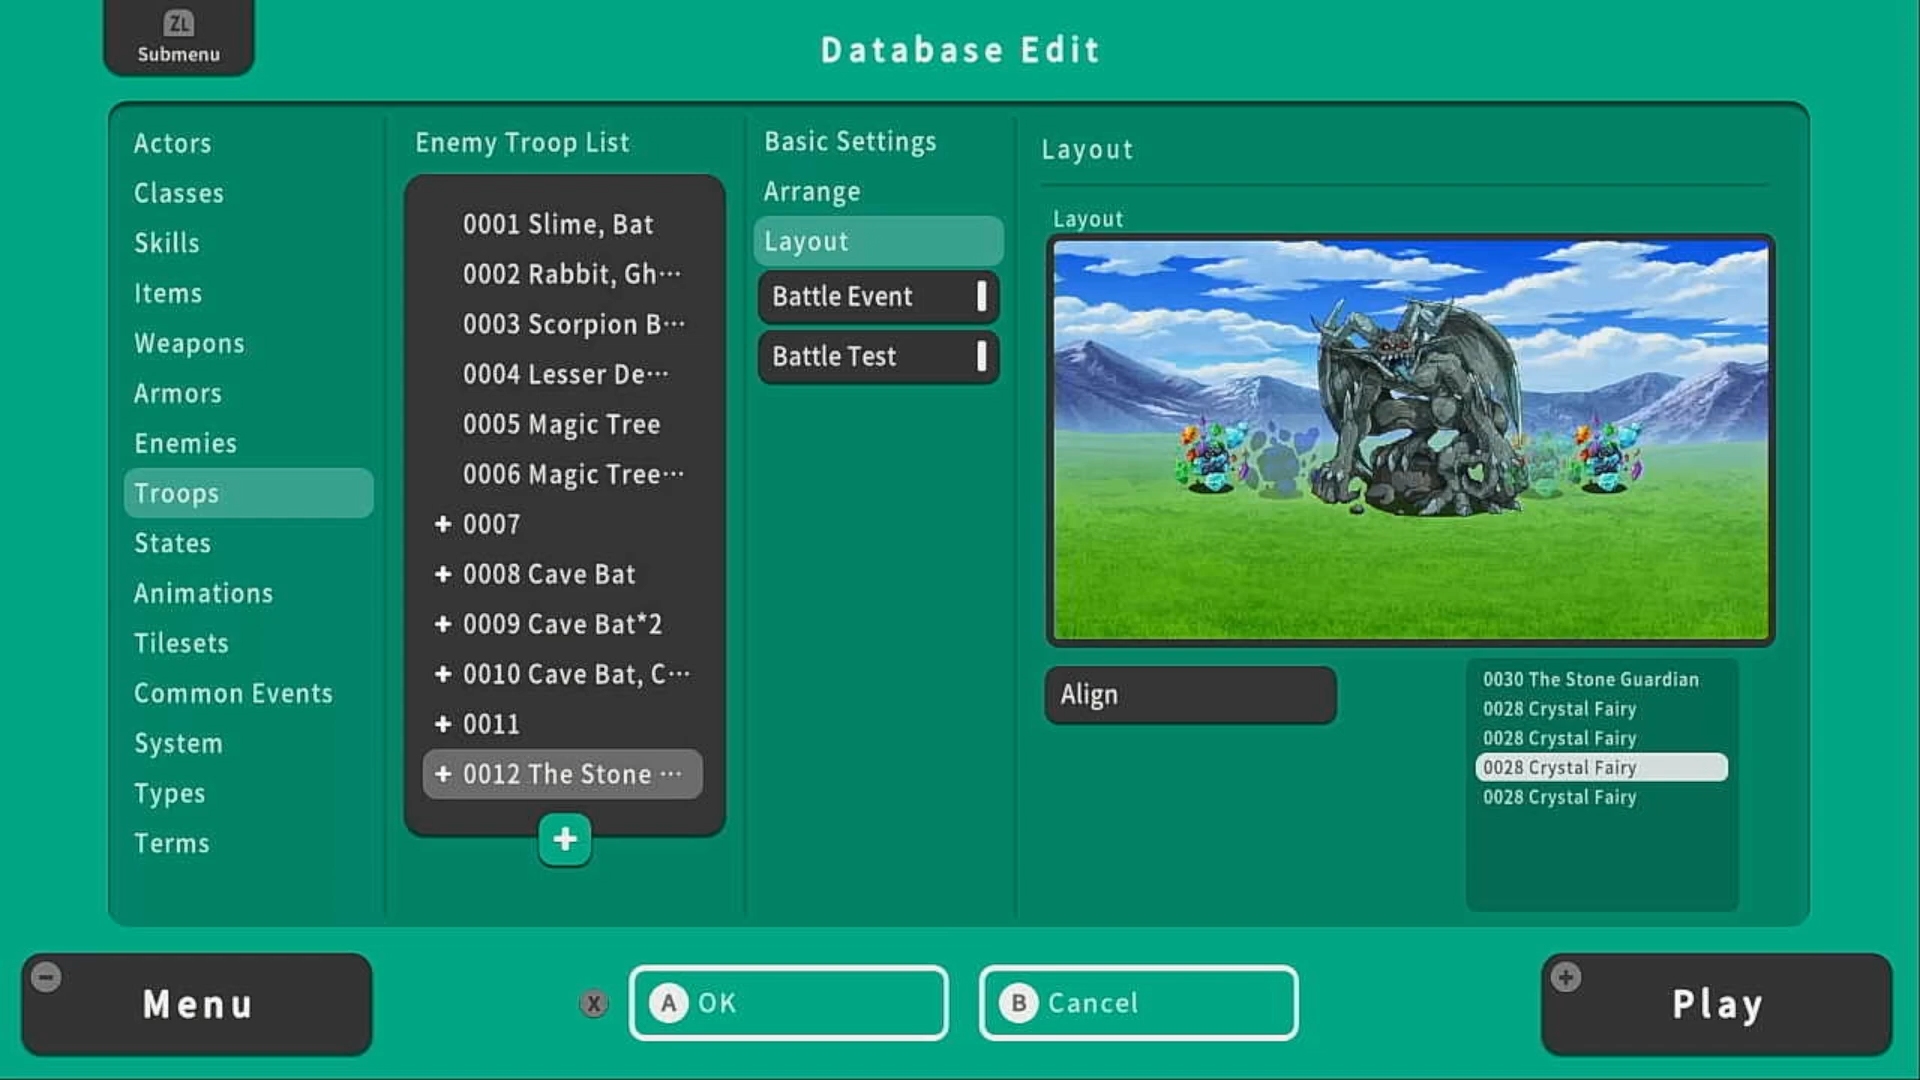 ZL
Submenu
Database Edit
Actors
Classes
Skills
Items
Weapons
Armors
Enemies
Troops
States
Animations
Tilesets
Common Events
System
Types
Terms
Enemy Troop List
0001 Slime, Bat
0002 Rabbit, Gh…
0003 Scorpion B…
0004 Lesser De…
0005 Magic Tree
0006 Magic Tree…
+ 0007
+ 0008 Cave Bat
+ 0009 Cave Bat*2
+ 0010 Cave Bat, C…
+ 0011
+ 0012 The Stone …
+
Basic Settings
Arrange
Layout
Battle Event
Battle Test
Layout
Layout
Align
0030 The Stone Guardian
0028 Crystal Fairy
0028 Crystal Fairy
0028 Crystal Fairy
0028 Crystal Fairy
- Menu
X
A OK
B Cancel
+ Play